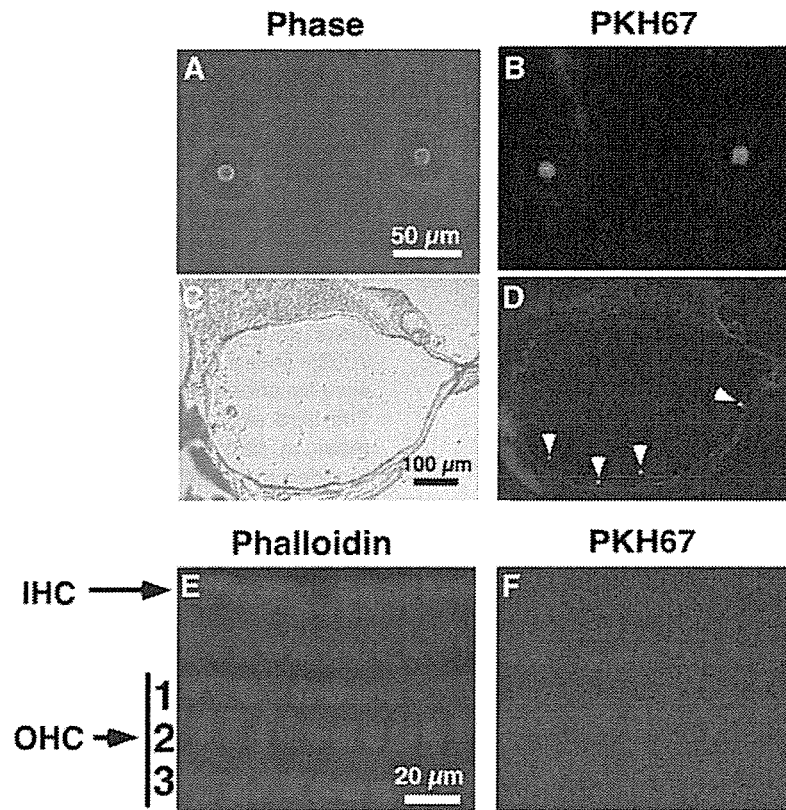 Phase PKH67
A B
50 µm
C D
100 µm
Phalloidin PKH67
IHC E F
1
OHC 2
3
20 µm